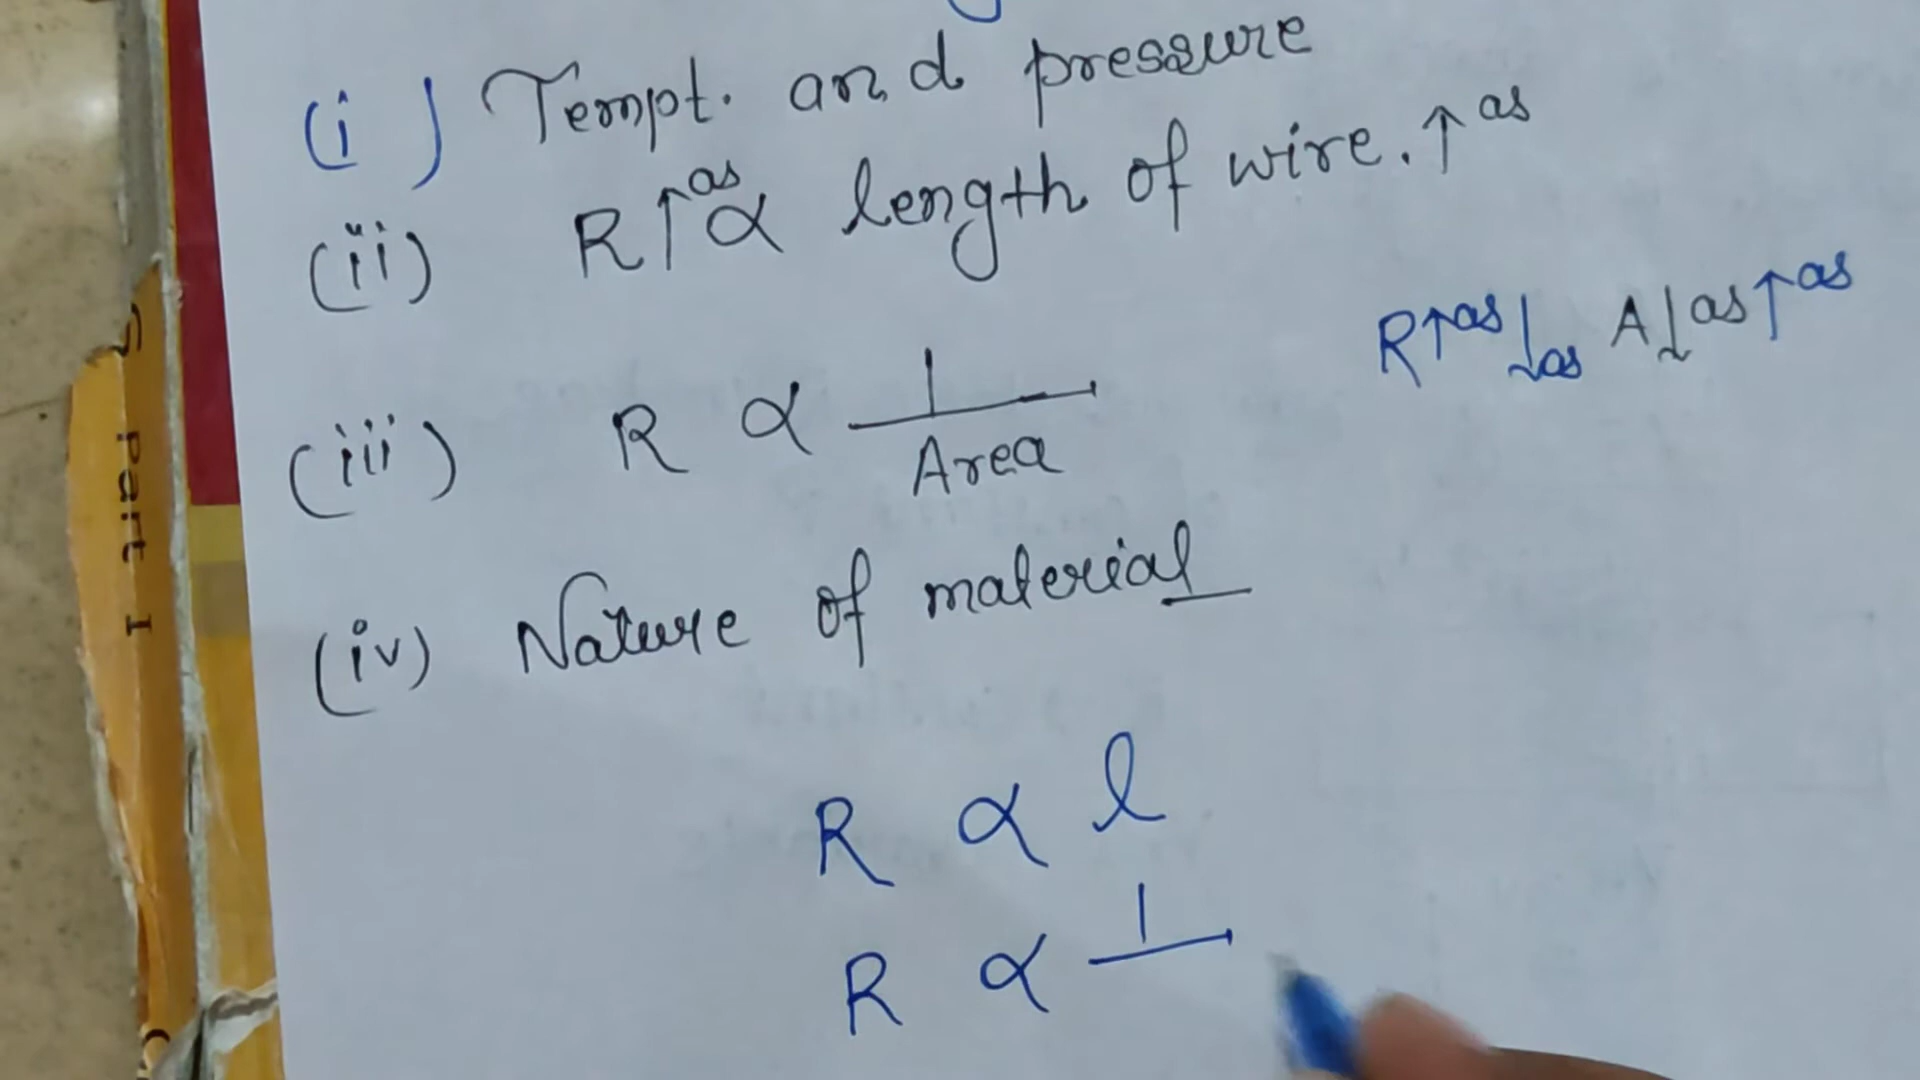 (i) Tempt. and pressure
(ii) R↑as ∝ length of wire.↑as
R↑as↓as A↓as↑as
(iii) R ∝ 1/Area
(iv) Nature of material
R ∝ l
R ∝ 1/
Part I